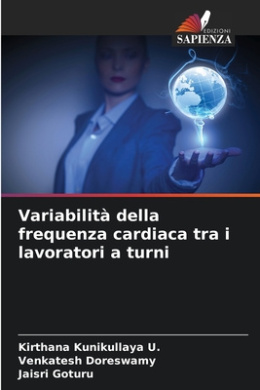 EDIZIONI
SAPIENZA
Variabilità della
frequenza cardiaca tra i
lavoratori a turni
Kirthana Kunikullaya U.
Venkatesh Doreswamy
Jaisri Goturu